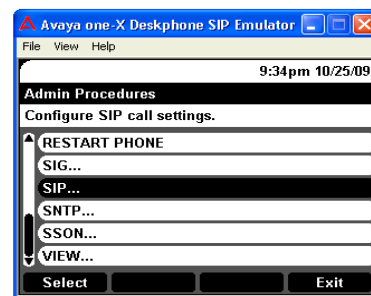 Avaya one-X Deskphone SIP Emulator
File View Help
9:34pm 10/25/09
Admin Procedures
Configure SIP call settings.
RESTART PHONE
SIG...
SIP...
SNTP...
SSON...
VIEW...
Select Exit